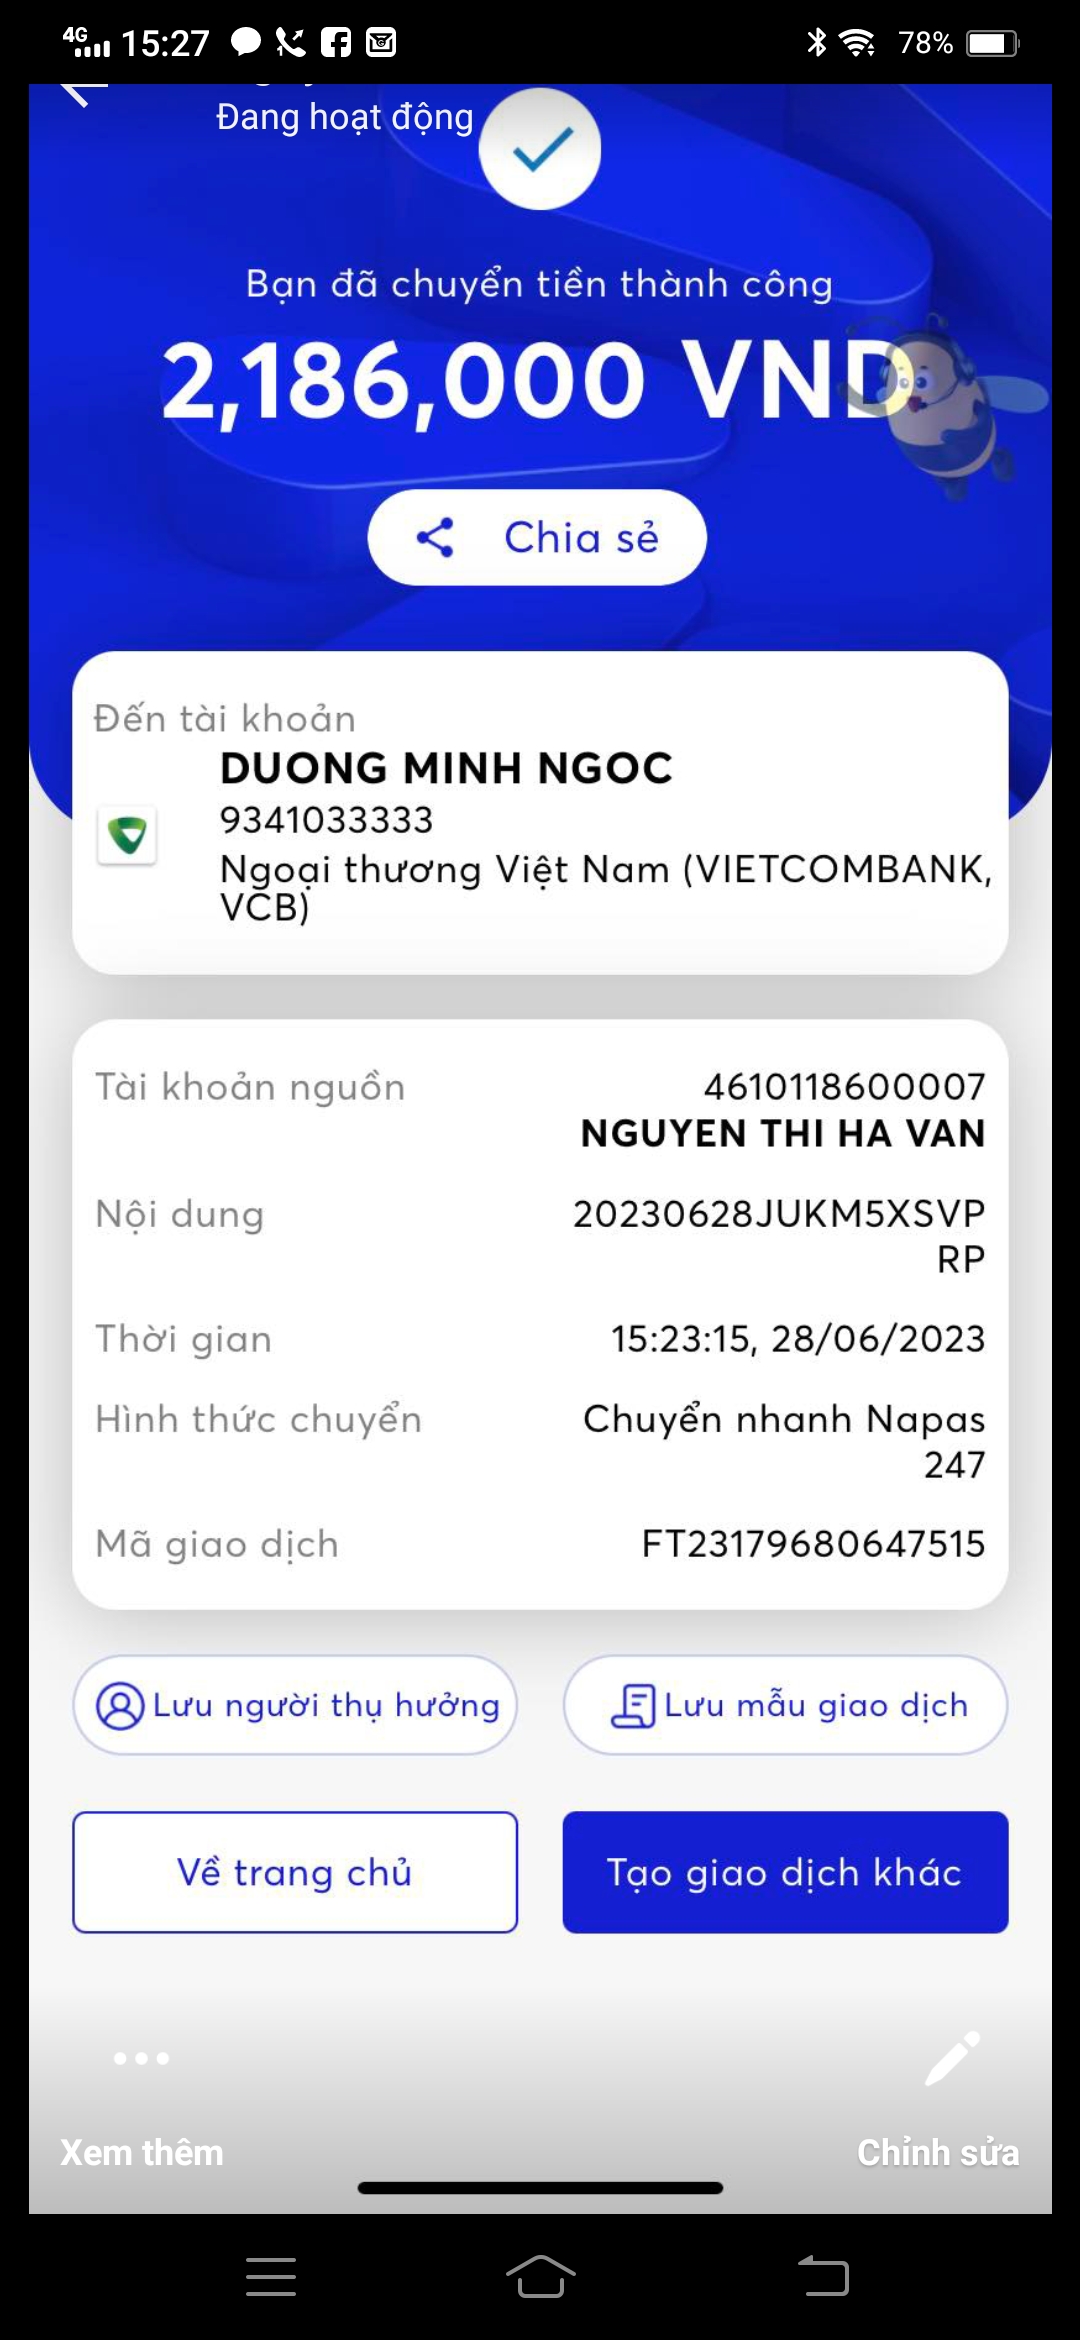 4G 15:27 78%
Đang hoạt động
Bạn đã chuyển tiền thành công
2,186,000 VND
Chia sẻ
Đến tài khoản
DUONG MINH NGOC
9341033333
Ngoại thương Việt Nam (VIETCOMBANK,
VCB)
Tài khoản nguồn 4610118600007
NGUYEN THI HA VAN
Nội dung 20230628JUKM5XSVP
RP
Thời gian 15:23:15, 28/06/2023
Hình thức chuyển Chuyển nhanh Napas
247
Mã giao dịch FT23179680647515
Lưu người thụ hưởng Lưu mẫu giao dịch
Về trang chủ Tạo giao dịch khác
Xem thêm Chỉnh sửa